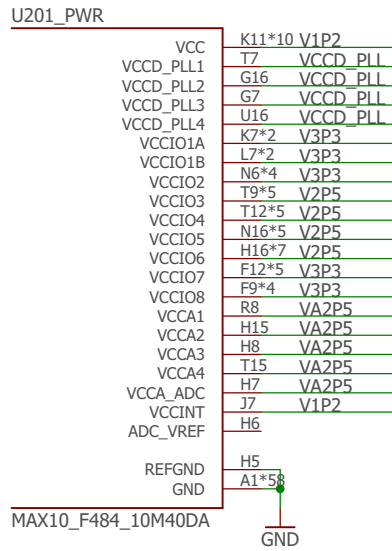 U201_PWR
VCC K11*10 V1P2
VCCD_PLL1 T7 VCCD_PLL
VCCD_PLL2 G16 VCCD_PLL
VCCD_PLL3 G7 VCCD_PLL
VCCD_PLL4 U16 VCCD_PLL
VCCIO1A K7*2 V3P3
VCCIO1B L7*2 V3P3
VCCIO2 N6*4 V3P3
VCCIO3 T9*5 V2P5
VCCIO4 T12*5 V2P5
VCCIO5 N16*5 V2P5
VCCIO6 H16*7 V2P5
VCCIO7 F12*5 V3P3
VCCIO8 F9*4 V3P3
VCCA1 R8 VA2P5
VCCA2 H15 VA2P5
VCCA3 H8 VA2P5
VCCA4 T15 VA2P5
VCCA_ADC H7 VA2P5
VCCINT J7 V1P2
ADC_VREF H6
REFGND H5
GND A1*58
MAX10_F484_10M40DA
GND